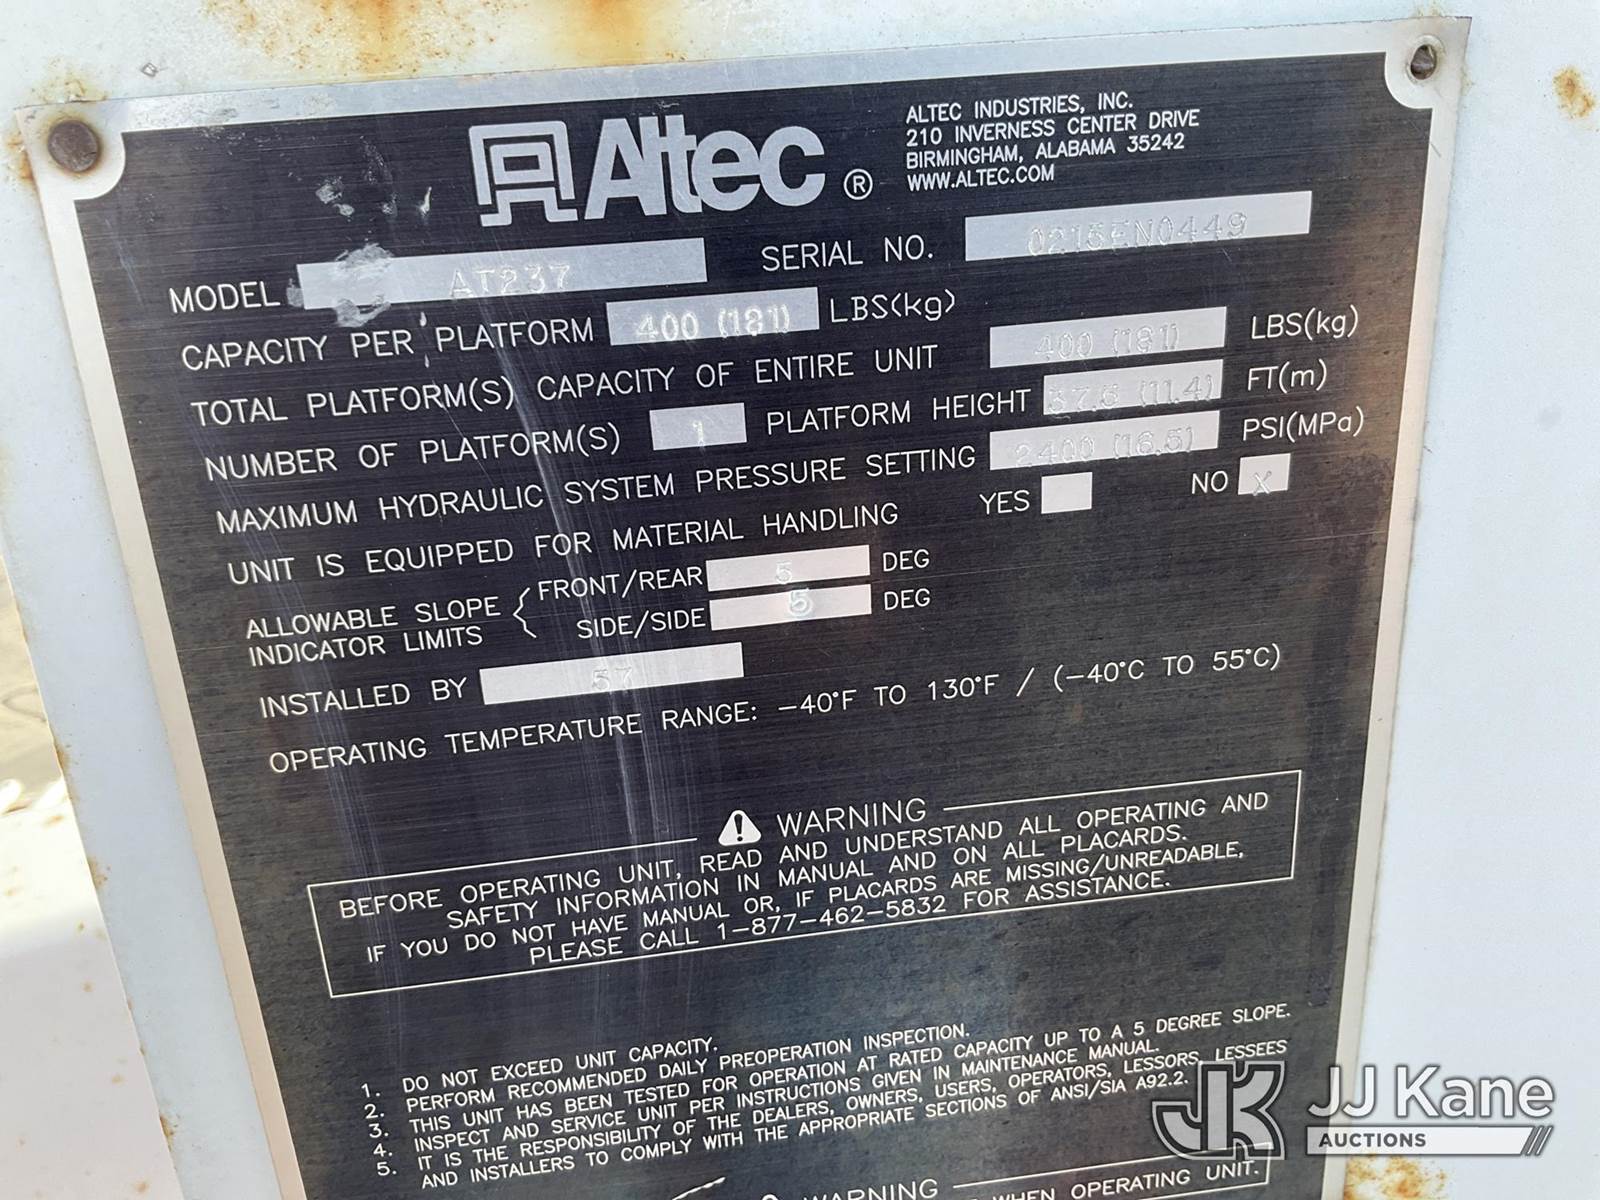 Altec ®
ALTEC INDUSTRIES, INC.
210 INVERNESS CENTER DRIVE
BIRMINGHAM, ALABAMA 35242
WWW.ALTEC.COM
MODEL AT237 SERIAL NO. 0215EN0449
CAPACITY PER PLATFORM 400 (181) LBS(kg)
TOTAL PLATFORM(S) CAPACITY OF ENTIRE UNIT 400 (181) LBS(kg)
NUMBER OF PLATFORM(S) 1 PLATFORM HEIGHT 37.6 (11.4) FT(m)
MAXIMUM HYDRAULIC SYSTEM PRESSURE SETTING 2400 (16.5) PSI(MPa)
UNIT IS EQUIPPED FOR MATERIAL HANDLING YES NO X
ALLOWABLE SLOPE INDICATOR LIMITS { FRONT/REAR 5 DEG
SIDE/SIDE 5 DEG
INSTALLED BY 57
OPERATING TEMPERATURE RANGE: -40°F TO 130°F / (-40°C TO 55°C)
WARNING
BEFORE OPERATING UNIT, READ AND UNDERSTAND ALL OPERATING AND
SAFETY INFORMATION IN MANUAL AND ON ALL PLACARDS.
IF YOU DO NOT HAVE MANUAL OR, IF PLACARDS ARE MISSING/UNREADABLE,
PLEASE CALL 1-877-462-5832 FOR ASSISTANCE.
1. DO NOT EXCEED UNIT CAPACITY.
2. PERFORM RECOMMENDED DAILY PREOPERATION INSPECTION.
3. THIS UNIT HAS BEEN TESTED FOR OPERATION AT RATED CAPACITY UP TO A 5 DEGREE SLOPE.
4. INSPECT AND SERVICE UNIT PER INSTRUCTIONS GIVEN IN MAINTENANCE MANUAL.
5. IT IS THE RESPONSIBILITY OF THE DEALERS, OWNERS, USERS, OPERATORS, LESSORS, LESSEES
AND INSTALLERS TO COMPLY WITH THE APPROPRIATE SECTIONS OF ANSI/SIA A92.2.
WARNING
WHEN OPERATING UNIT.
JK JJ Kane
AUCTIONS